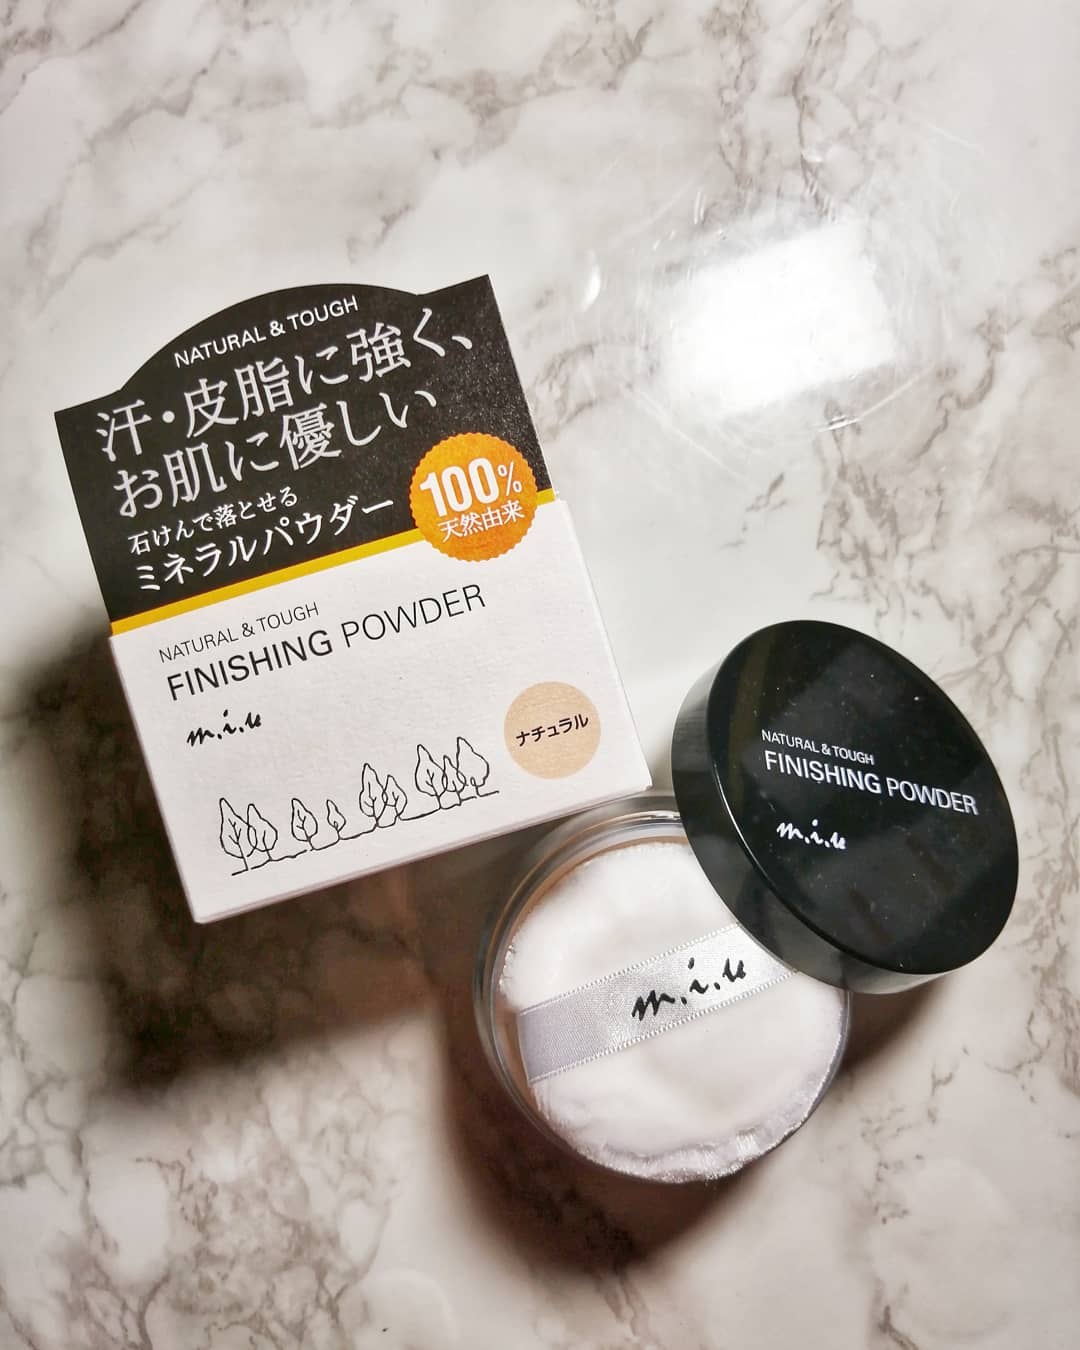 NATURAL & TOUGH
汗・皮脂に強く、
お肌に優しい
石けんで落とせる
ミネラルパウダー
100%
天然由来
NATURAL & TOUGH
FINISHING POWDER
m.i.u
ナチュラル
NATURAL & TOUGH
FINISHING POWDER
m.i.u
m.i.u